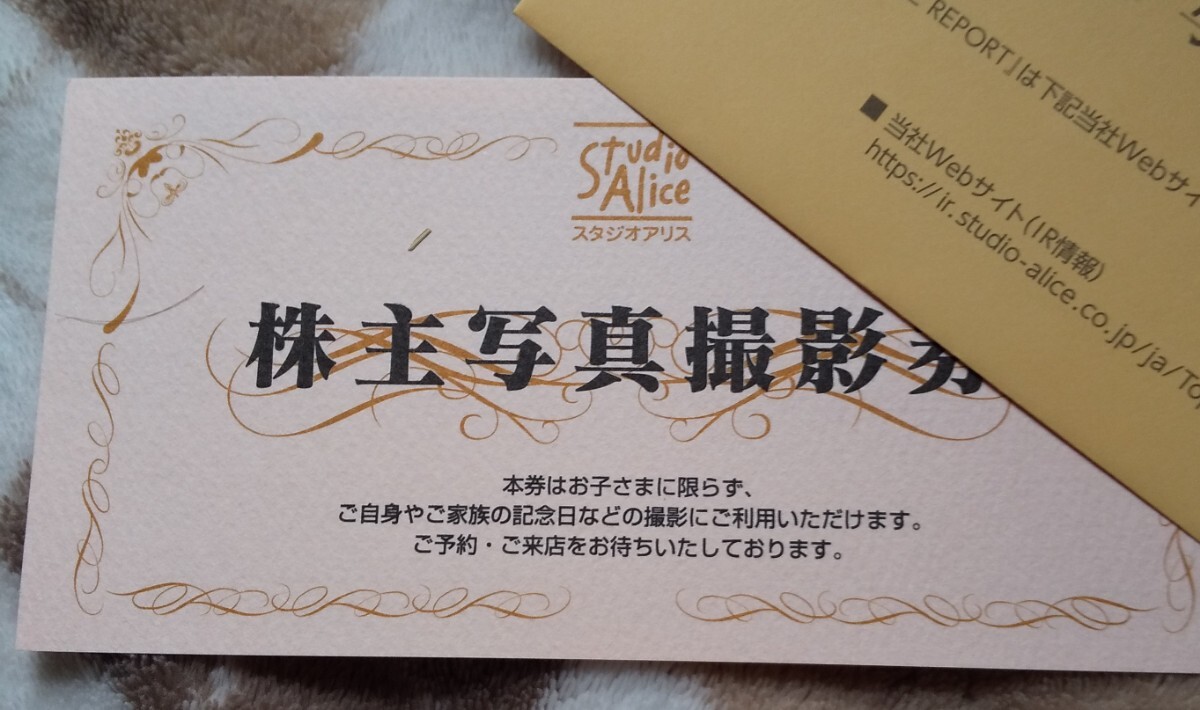 Studio
Alice
スタジオアリス
株主写真撮影券
本券はお子さまに限らず、
ご自身やご家族の記念日などの撮影にご利用いただけます。
ご予約・ご来店をお待ちいたしております。
REPORT』は下記当社Webサイ
■当社Webサイト(IR情報)
https://ir.studio-alice.co.jp/ja/Top